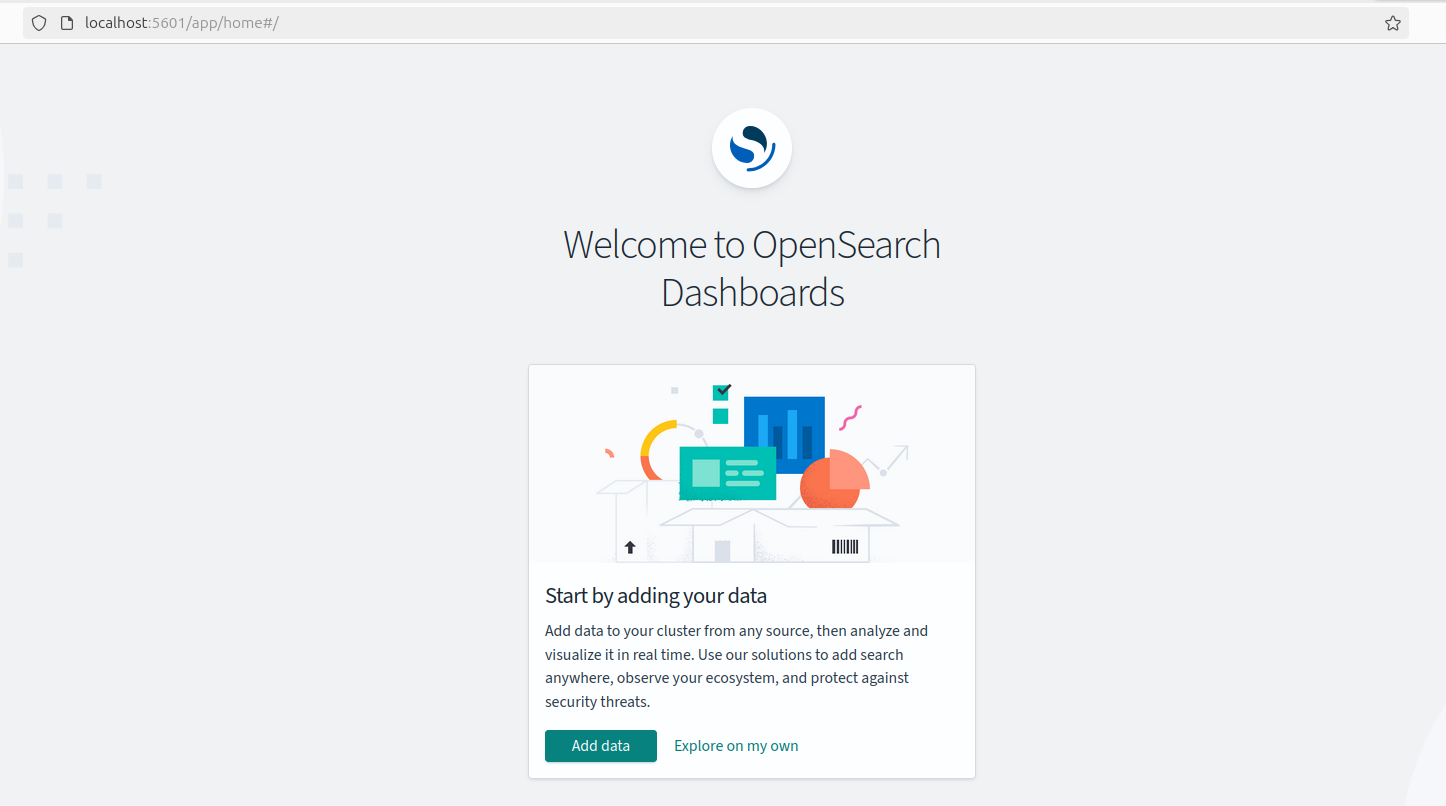 localhost:5601/app/home#/
Welcome to OpenSearch
Dashboards
Start by adding your data
Add data to your cluster from any source, then analyze and
visualize it in real time. Use our solutions to add search
anywhere, observe your ecosystem, and protect against
security threats.
Add data
Explore on my own